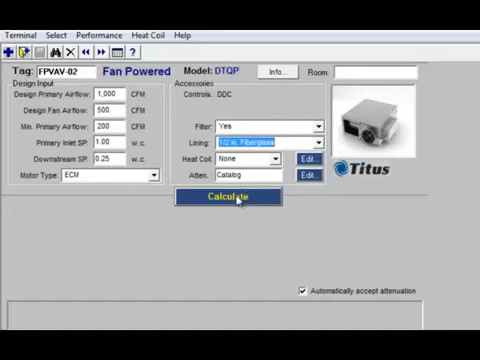 Terminal Select Performance Heat Coil Help
Tag: FPVAV-02 Fan Powered Model: DTQP Info... Room:
Design Input
Design Primary Airflow: 1,000 CFM
Design Fan Airflow: 500 CFM
Min. Primary Airflow: 200 CFM
Primary Inlet SP: 1.00 w.c.
Downstream SP: 0.25 w.c.
Motor Type: ECM
Accessories
Controls: DDC
Filter: Yes
Lining: 1/2 in. Fiberglass
Heat Coil: None Edit...
Atten. Catalog Edit...
Titus
Calculate
Automatically accept attenuation